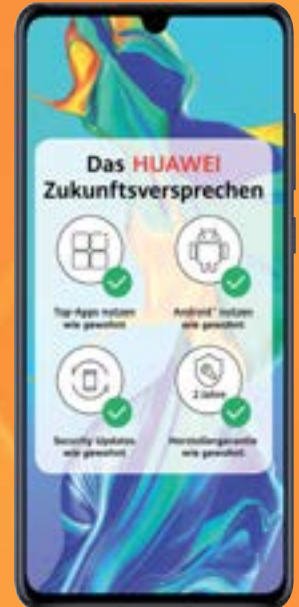 Das HUAWEI
Zukunftsversprechen
Top-Apps nutzen
wie gewohnt
Android™ nutzen
wie gewohnt
2 Jahre
Security Updates
wie gewohnt
Herstellergarantie
wie gewohnt